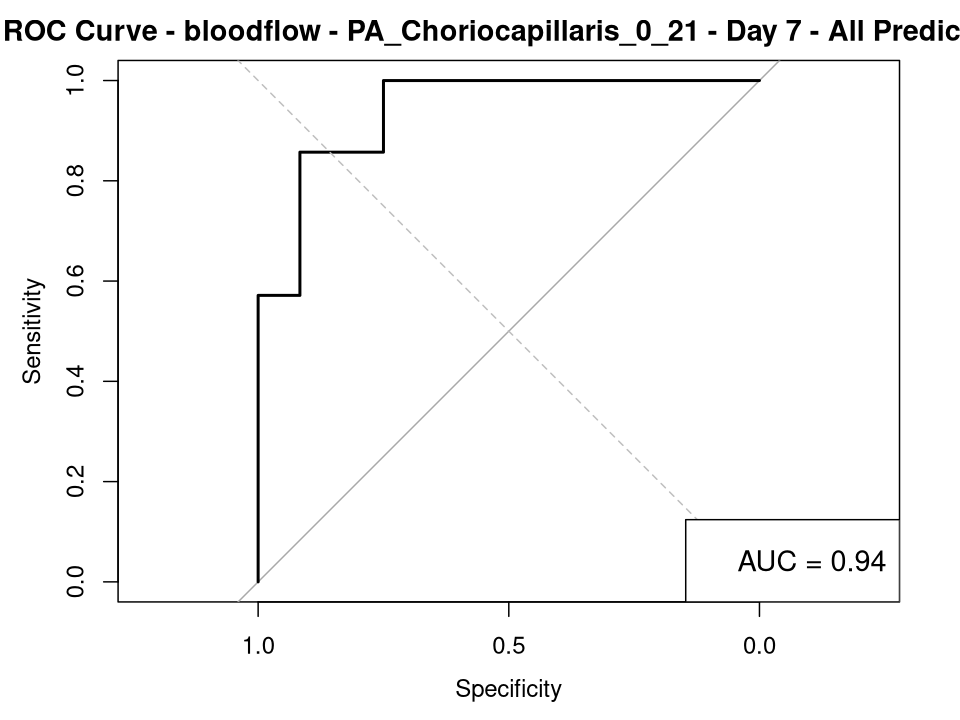 ROC Curve - bloodflow - PA_Choriocapillaris_0_21 - Day 7 - All Predic
1.0
0.8
0.6
0.4
0.2
0.0
Sensitivity
AUC = 0.94
1.0 0.5 0.0
Specificity